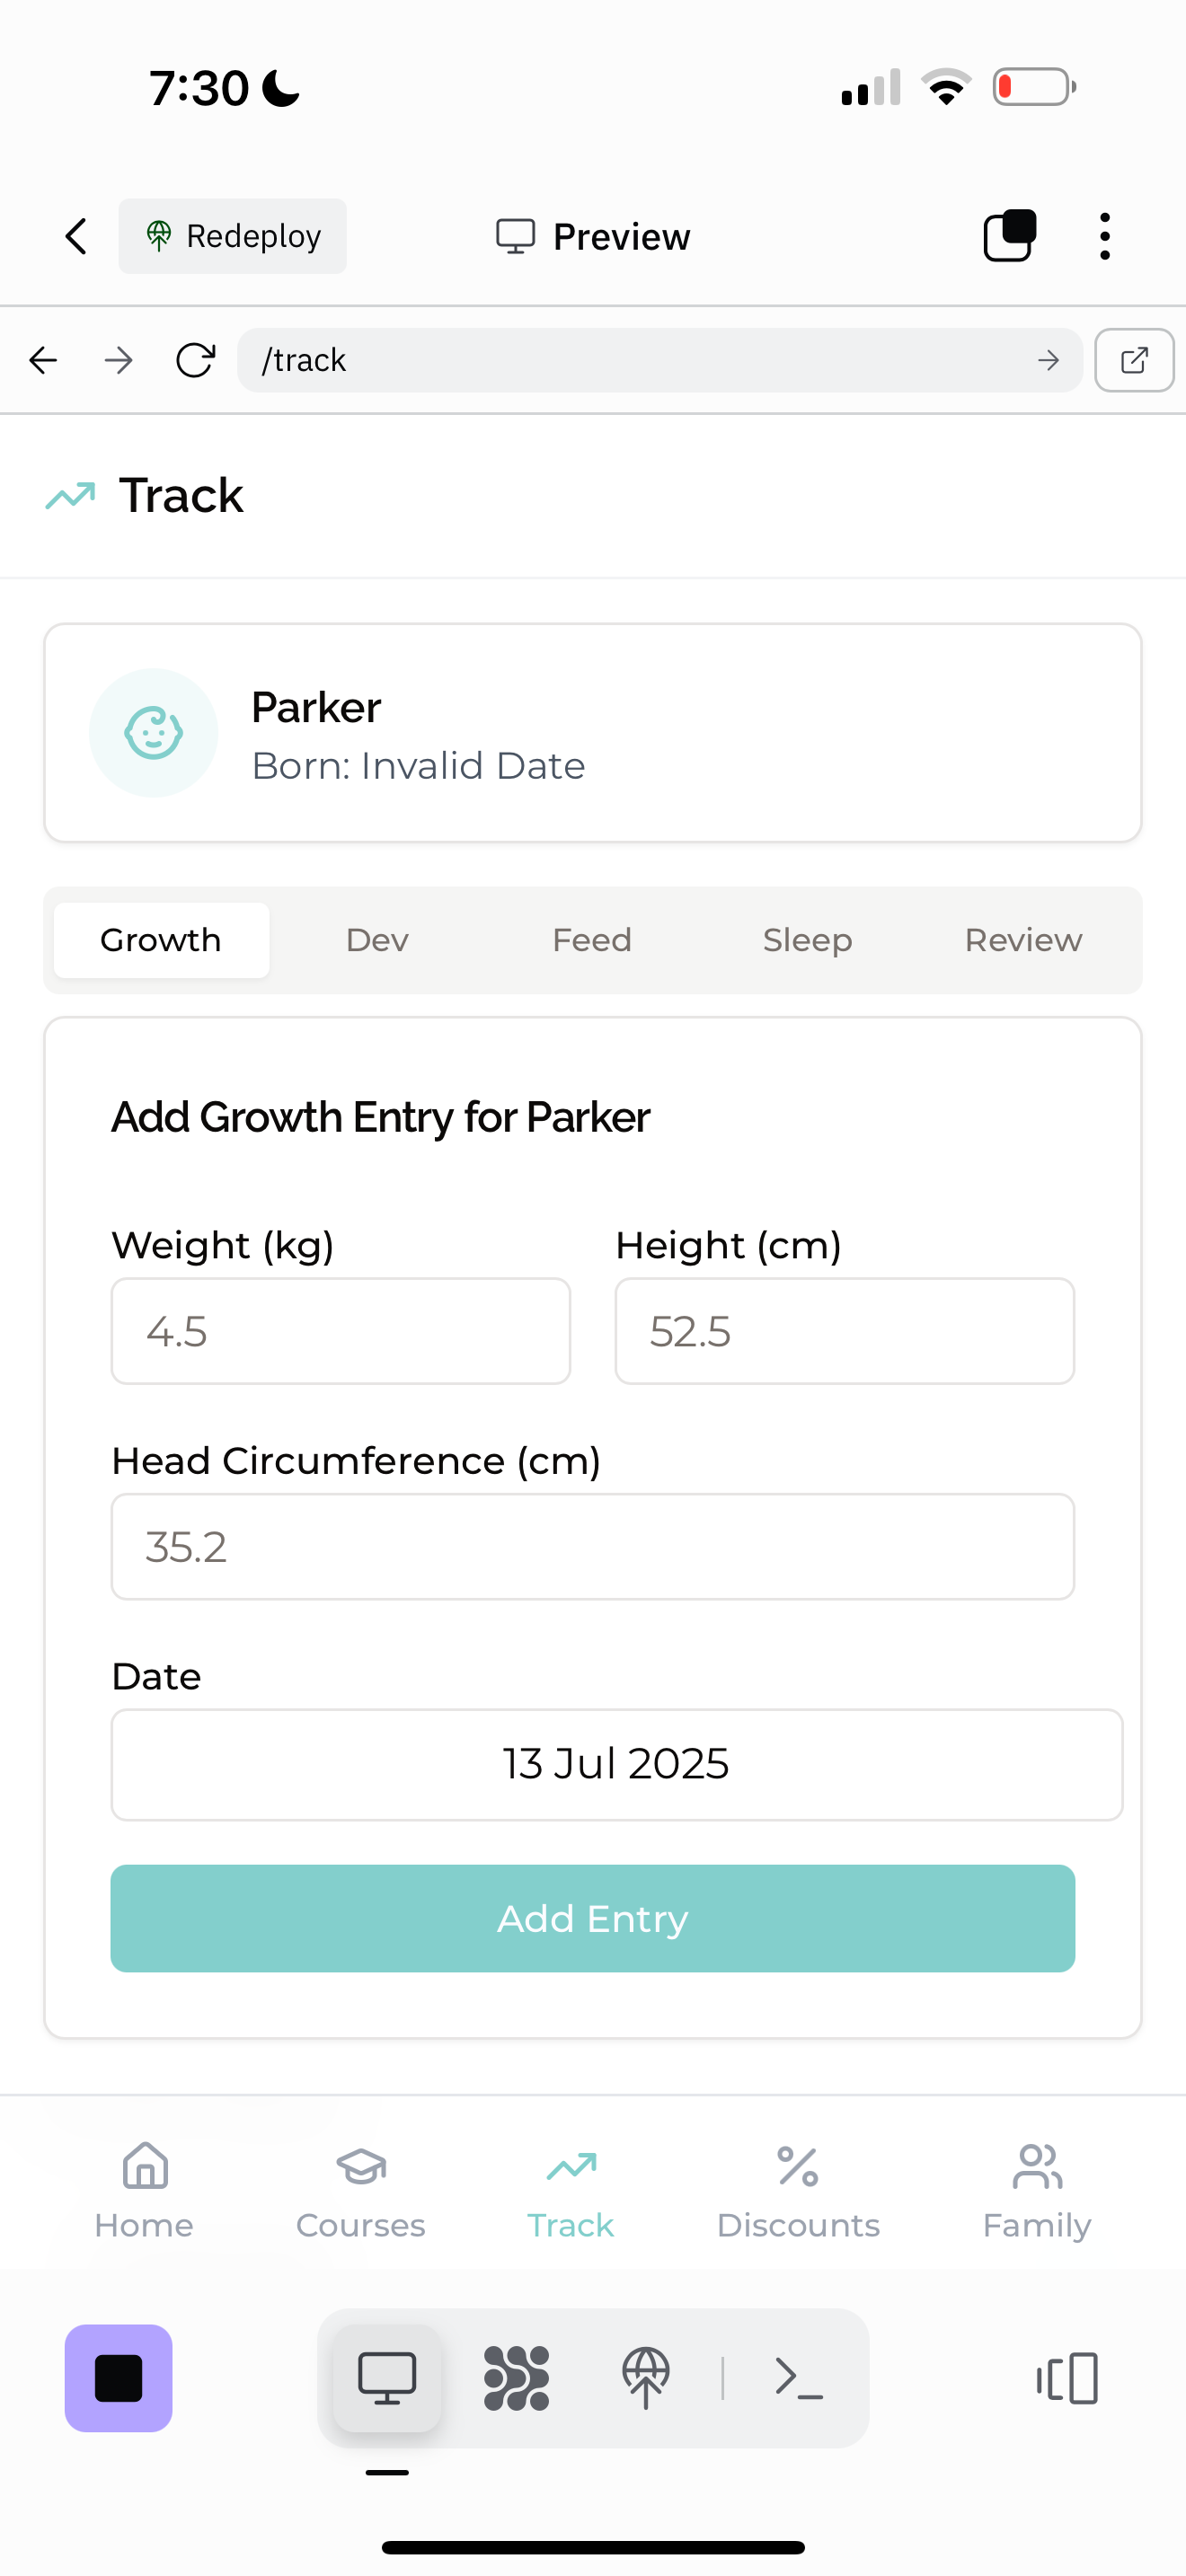 7:30
Redeploy
Preview
/track
Track
Parker
Born: Invalid Date
Growth Dev Feed Sleep Review
Add Growth Entry for Parker
Weight (kg) Height (cm)
4.5 52.5
Head Circumference (cm)
35.2
Date
13 Jul 2025
Add Entry
Home Courses Track Discounts Family